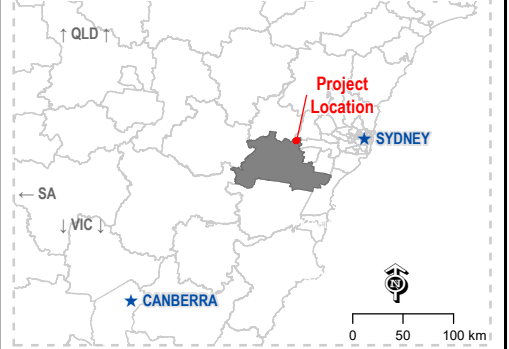 ↑ QLD ↑
Project
Location
SYDNEY
← SA
↓ VIC ↓
CANBERRA
N
0 50 100 km